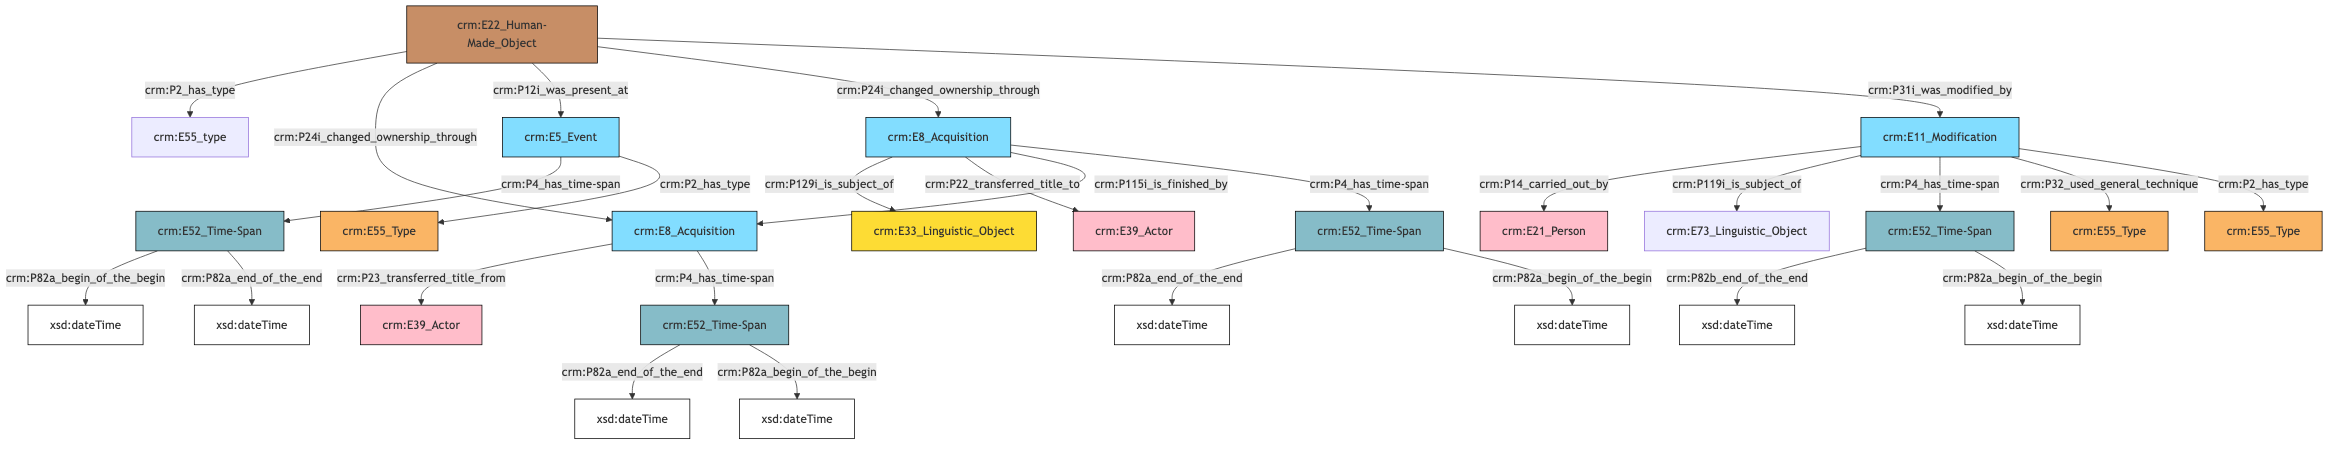 crm:E22_Human-
Made_Object
crm:P2_has_type
crm:P12i_was_present_at
crm:P24i_changed_ownership_through
crm:P31i_was_modified_by
crm:E55_type
crm:P24i_changed_ownership_through
crm:E5_Event
crm:E8_Acquisition
crm:E11_Modification
crm:P4_has_time-span
crm:P2_has_type
crm:P129i_is_subject_of
crm:P22_transferred_title_to
crm:P115i_is_finished_by
crm:P4_has_time-span
crm:P14_carried_out_by
crm:P119i_is_subject_of
crm:P4_has_time-span
crm:P32_used_general_technique
crm:P2_has_type
crm:E52_Time-Span
crm:E55_Type
crm:E8_Acquisition
crm:E33_Linguistic_Object
crm:E39_Actor
crm:E52_Time-Span
crm:E21_Person
crm:E73_Linguistic_Object
crm:E52_Time-Span
crm:E55_Type
crm:E55_Type
crm:P82a_begin_of_the_begin
crm:P82a_end_of_the_end
crm:P23_transferred_title_from
crm:P4_has_time-span
crm:P82a_end_of_the_end
crm:P82a_begin_of_the_begin
crm:P82b_end_of_the_end
crm:P82a_begin_of_the_begin
xsd:dateTime
xsd:dateTime
crm:E39_Actor
crm:E52_Time-Span
xsd:dateTime
xsd:dateTime
xsd:dateTime
xsd:dateTime
crm:P82a_end_of_the_end
crm:P82a_begin_of_the_begin
xsd:dateTime
xsd:dateTime